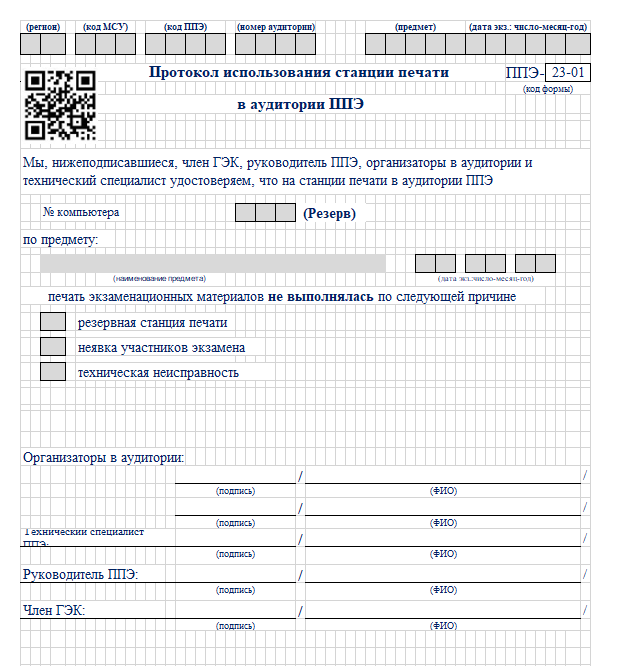 (регион) (код МСУ) (код ППЭ) (номер аудитории) (предмет) (дата экз.: число-месяц-год)
Протокол использования станции печати ППЭ- 23-01
(код формы)
в аудитории ППЭ
Мы, нижеподписавшиеся, член ГЭК, руководитель ППЭ, организаторы в аудитории и
технический специалист удостоверяем, что на станции печати в аудитории ППЭ
№ компьютера (Резерв)
по предмету:
(наименование предмета) (дата экз.:число-месяц-год)
печать экзаменационных материалов не выполнялась по следующей причине
резервная станция печати
неявка участников экзамена
техническая неисправность
Организаторы в аудитории:
/ /
(подпись) (ФИО)
/ /
(подпись) (ФИО)
Технический специалист
ППЭ: / /
(подпись) (ФИО)
Руководитель ППЭ: / /
(подпись) (ФИО)
Член ГЭК: / /
(подпись) (ФИО)